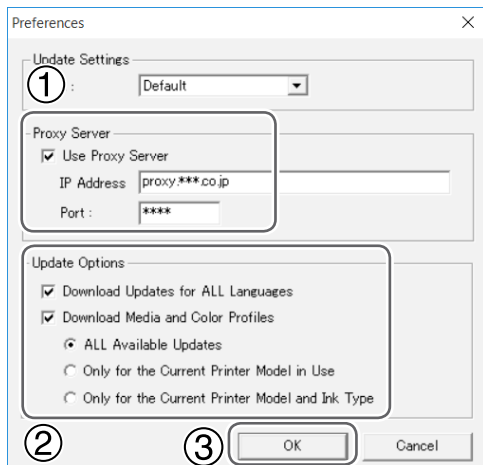 Preferences
Update Settings
①
:
Default
Proxy Server
Use Proxy Server
IP Address
proxy.***.co.jp
Port :
****
Update Options
Download Updates for ALL Languages
Download Media and Color Profiles
ALL Available Updates
Only for the Current Printer Model in Use
Only for the Current Printer Model and Ink Type
②
③
OK
Cancel